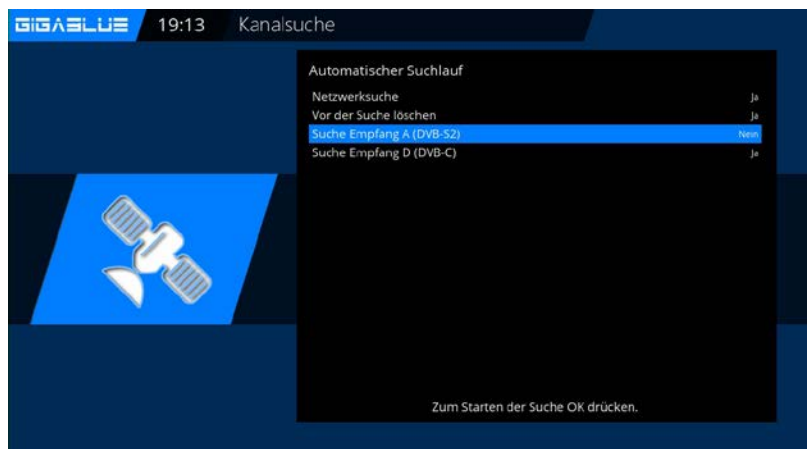 GIGABLUE 19:13 Kanalsuche
Automatischer Suchlauf
Netzwerksuche Ja
Vor der Suche löschen Ja
Suche Empfang A (DVB-S2) Nein
Suche Empfang D (DVB-C) Ja
Zum Starten der Suche OK drücken.